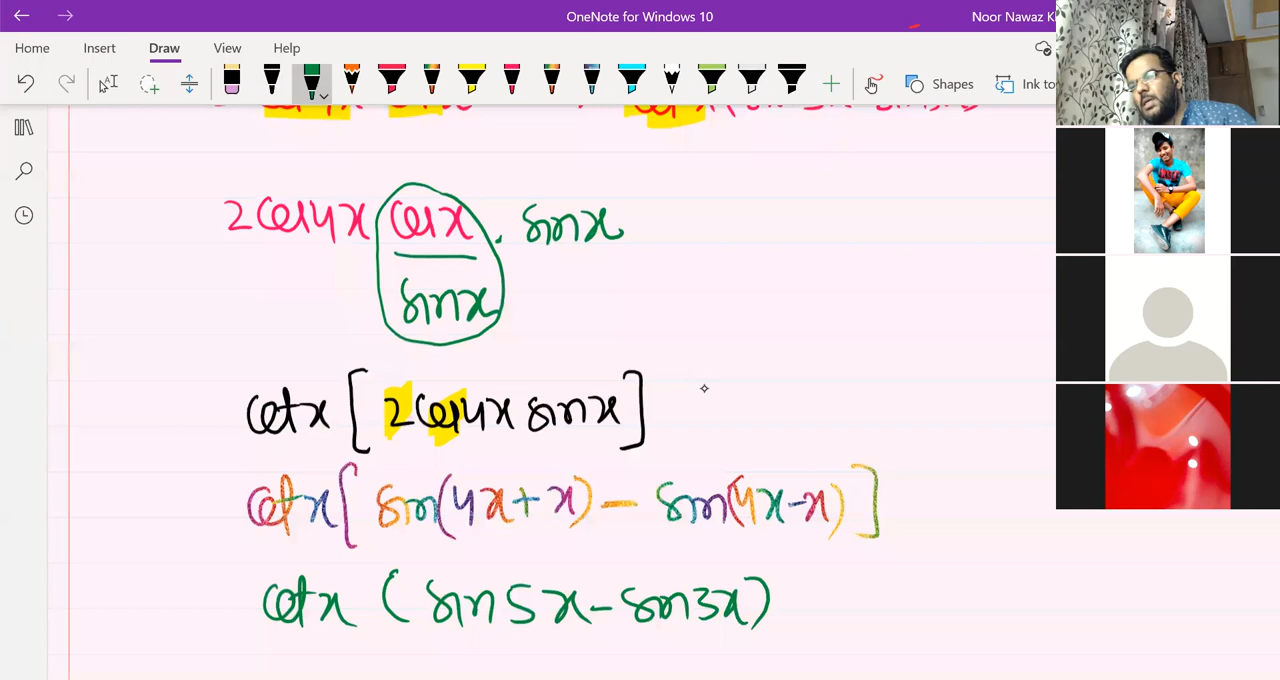 OneNote for Windows 10
Noor Nawaz K
Home Insert Draw View Help
Shapes Ink to
2cos4x cosx/sinx . sinx
cotx [ 2cos4x sinx ]
cotx [ sin(4x+x) - sin(4x-x) ]
cotx ( sin5x - sin3x )